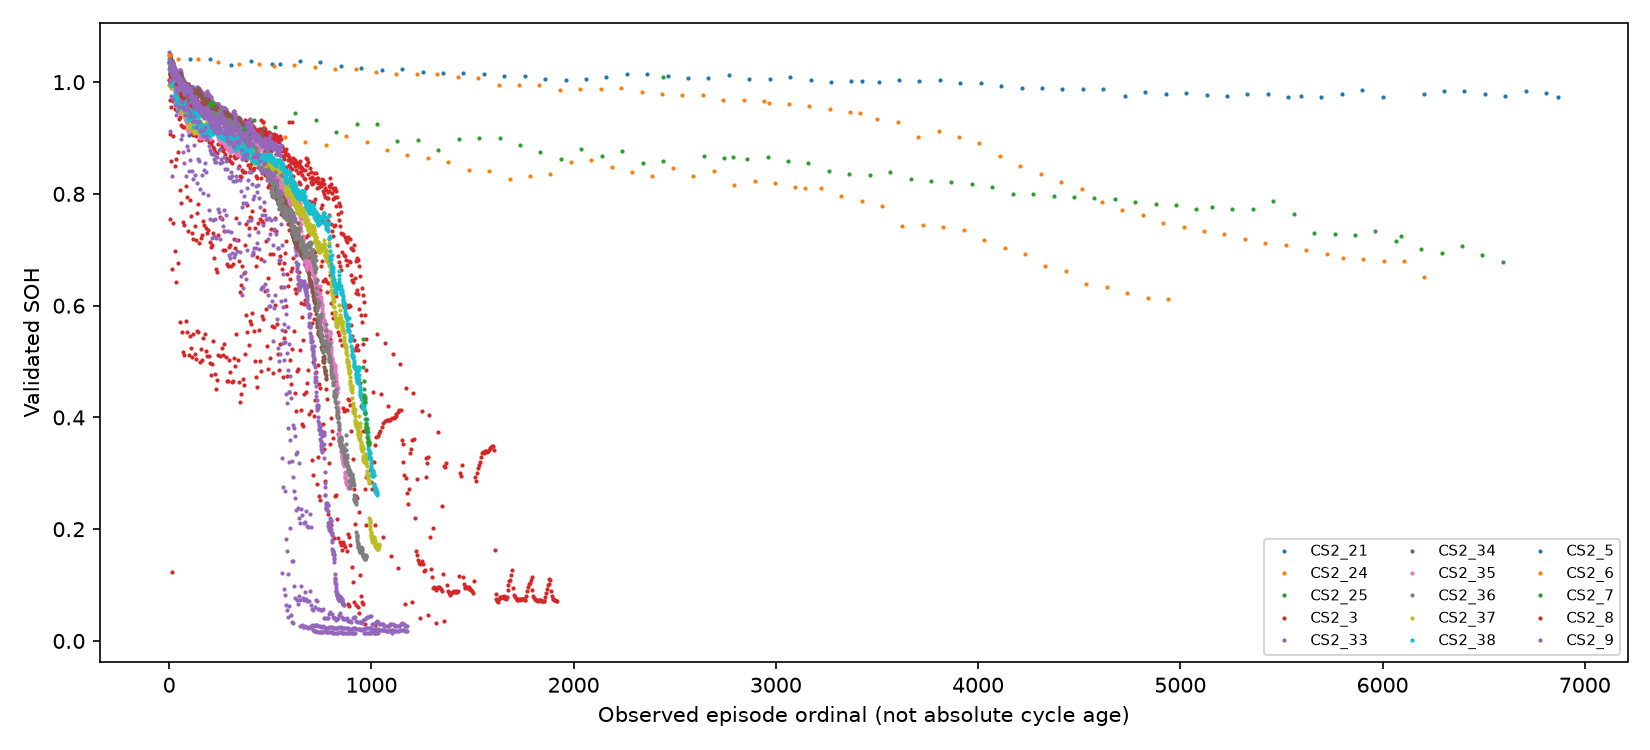 Validated SOH
1.0
0.8
0.6
0.4
0.2
0.0
0 1000 2000 3000 4000 5000 6000 7000
Observed episode ordinal (not absolute cycle age)
CS2_21 CS2_34 CS2_5
CS2_24 CS2_35 CS2_6
CS2_25 CS2_36 CS2_7
CS2_3 CS2_37 CS2_8
CS2_33 CS2_38 CS2_9